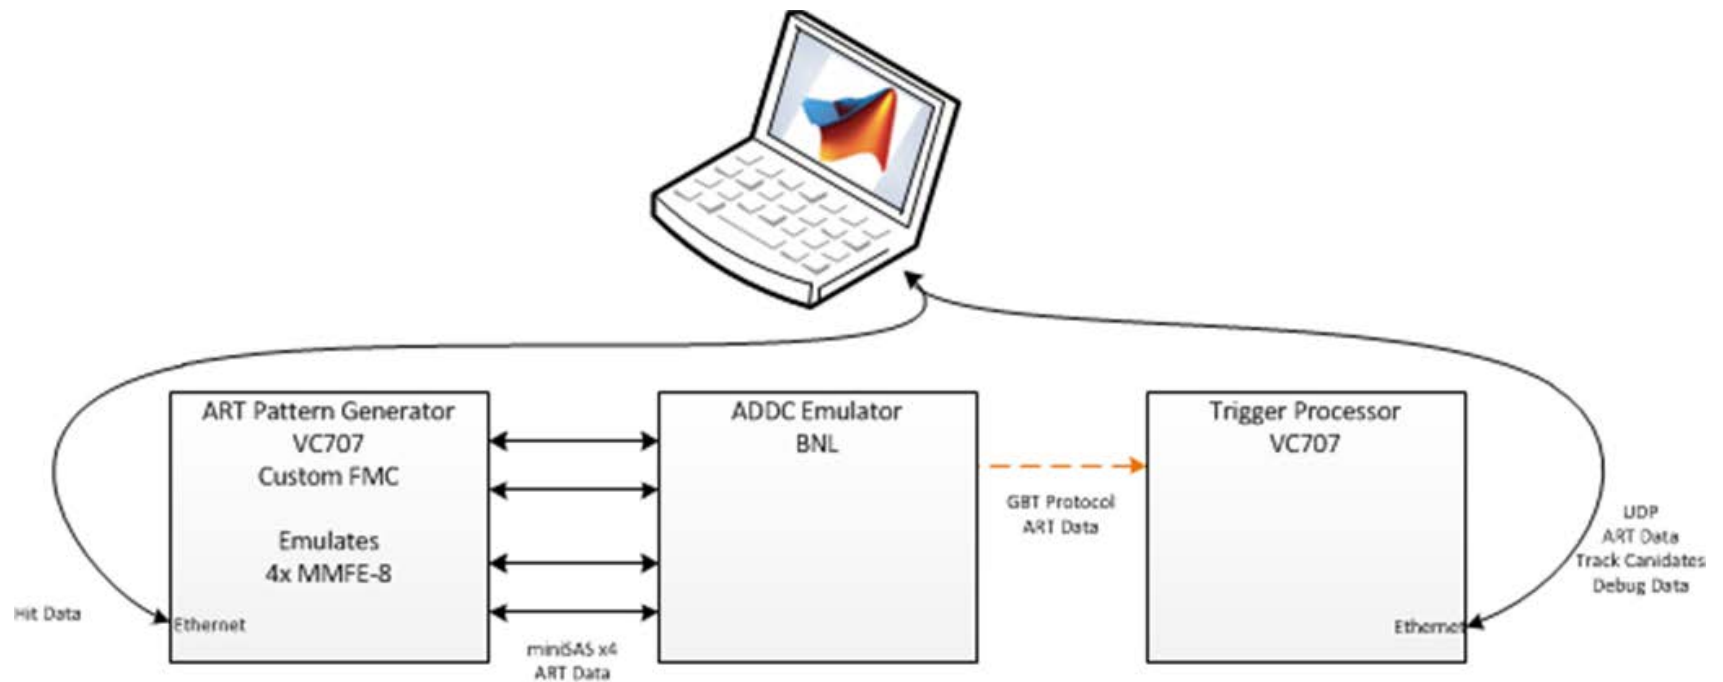 ART Pattern Generator
VC707
Custom FMC
Emulates
4x MMFE-8
Ethernet
Hit Data
miniSAS x4
ART Data
ADDC Emulator
BNL
GBT Protocol
ART Data
Trigger Processor
VC707
Ethernet
UDP
ART Data
Track Canidates
Debug Data